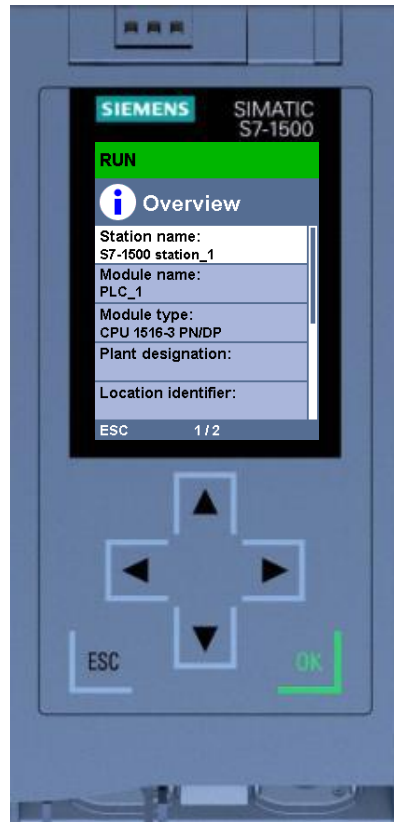 SIEMENS
SIMATIC
S7-1500
RUN
i Overview
Station name:
S7-1500 station_1
Module name:
PLC_1
Module type:
CPU 1516-3 PN/DP
Plant designation:
Location identifier:
ESC 1/2
ESC
OK